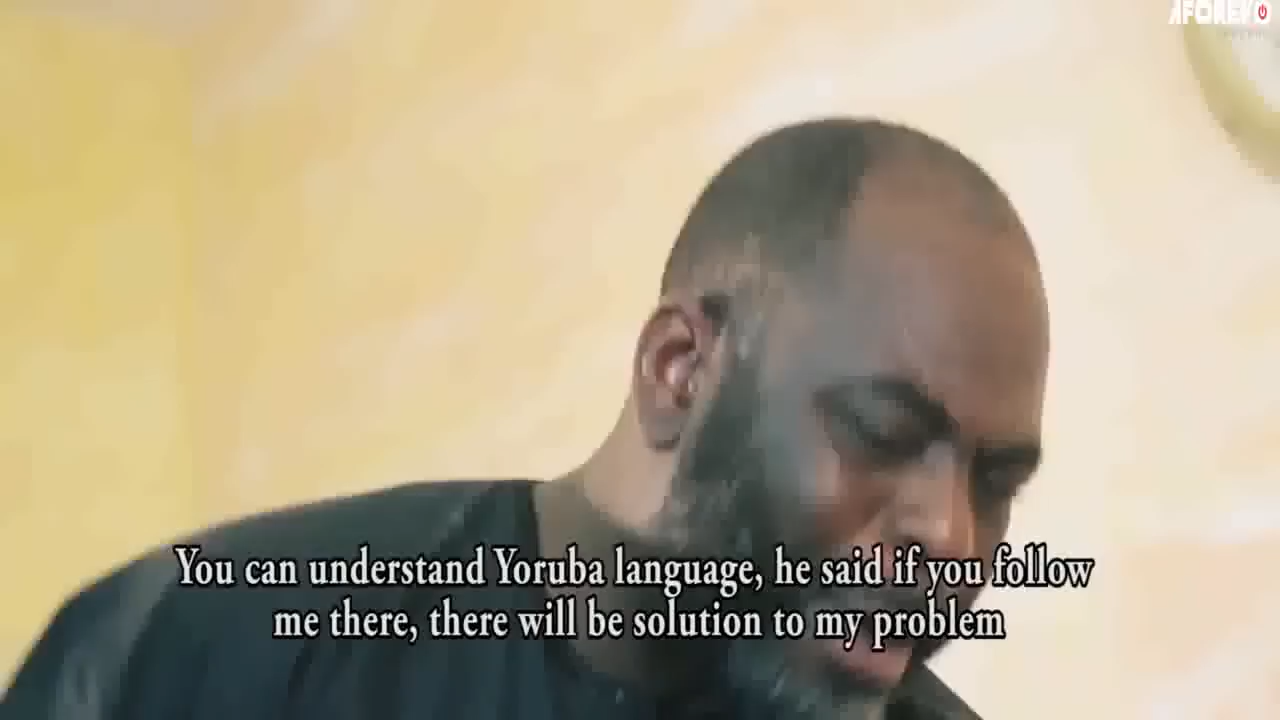 AFOREVO
You can understand Yoruba language, he said if you follow
me there, there will be solution to my problem